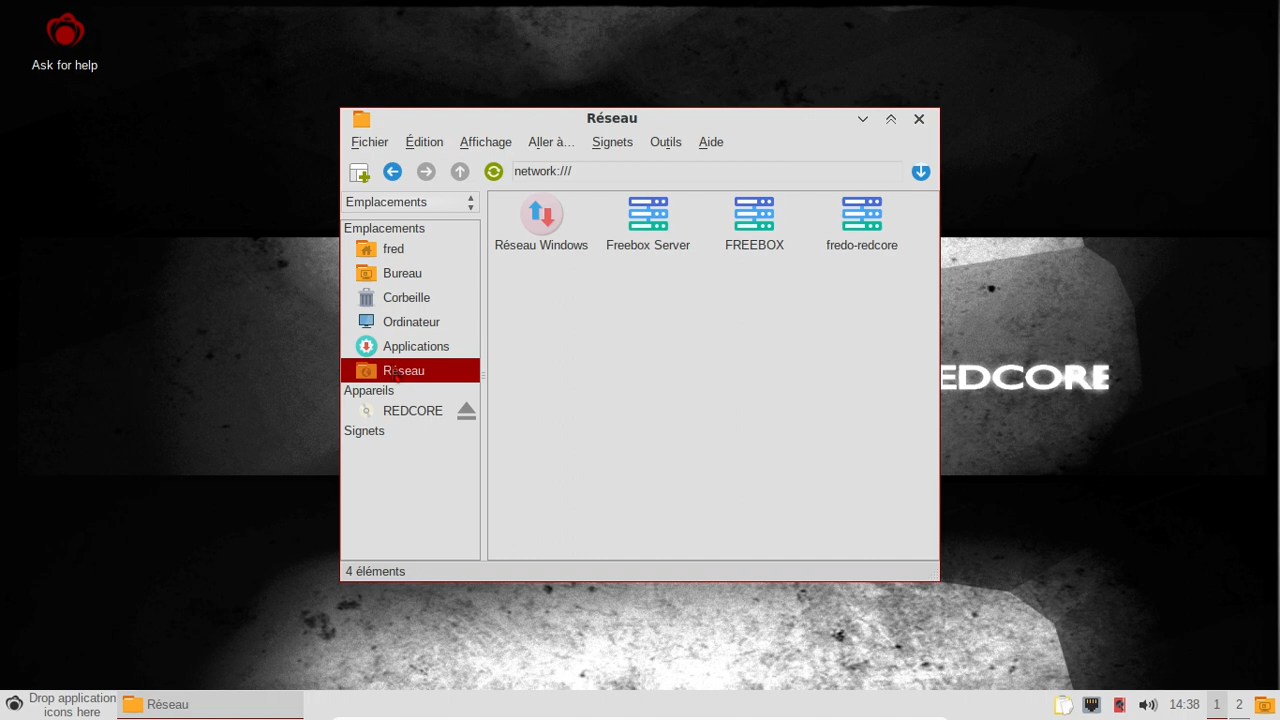 Ask for help
Réseau
Fichier Édition Affichage Aller à… Signets Outils Aide
network:///
Emplacements
Emplacements
fred
Bureau
Corbeille
Ordinateur
Applications
Réseau
Appareils
REDCORE
Signets
Réseau Windows Freebox Server FREEBOX fredo-redcore
4 éléments
EDCORE
Drop application
icons here
Réseau
14:38 1 2